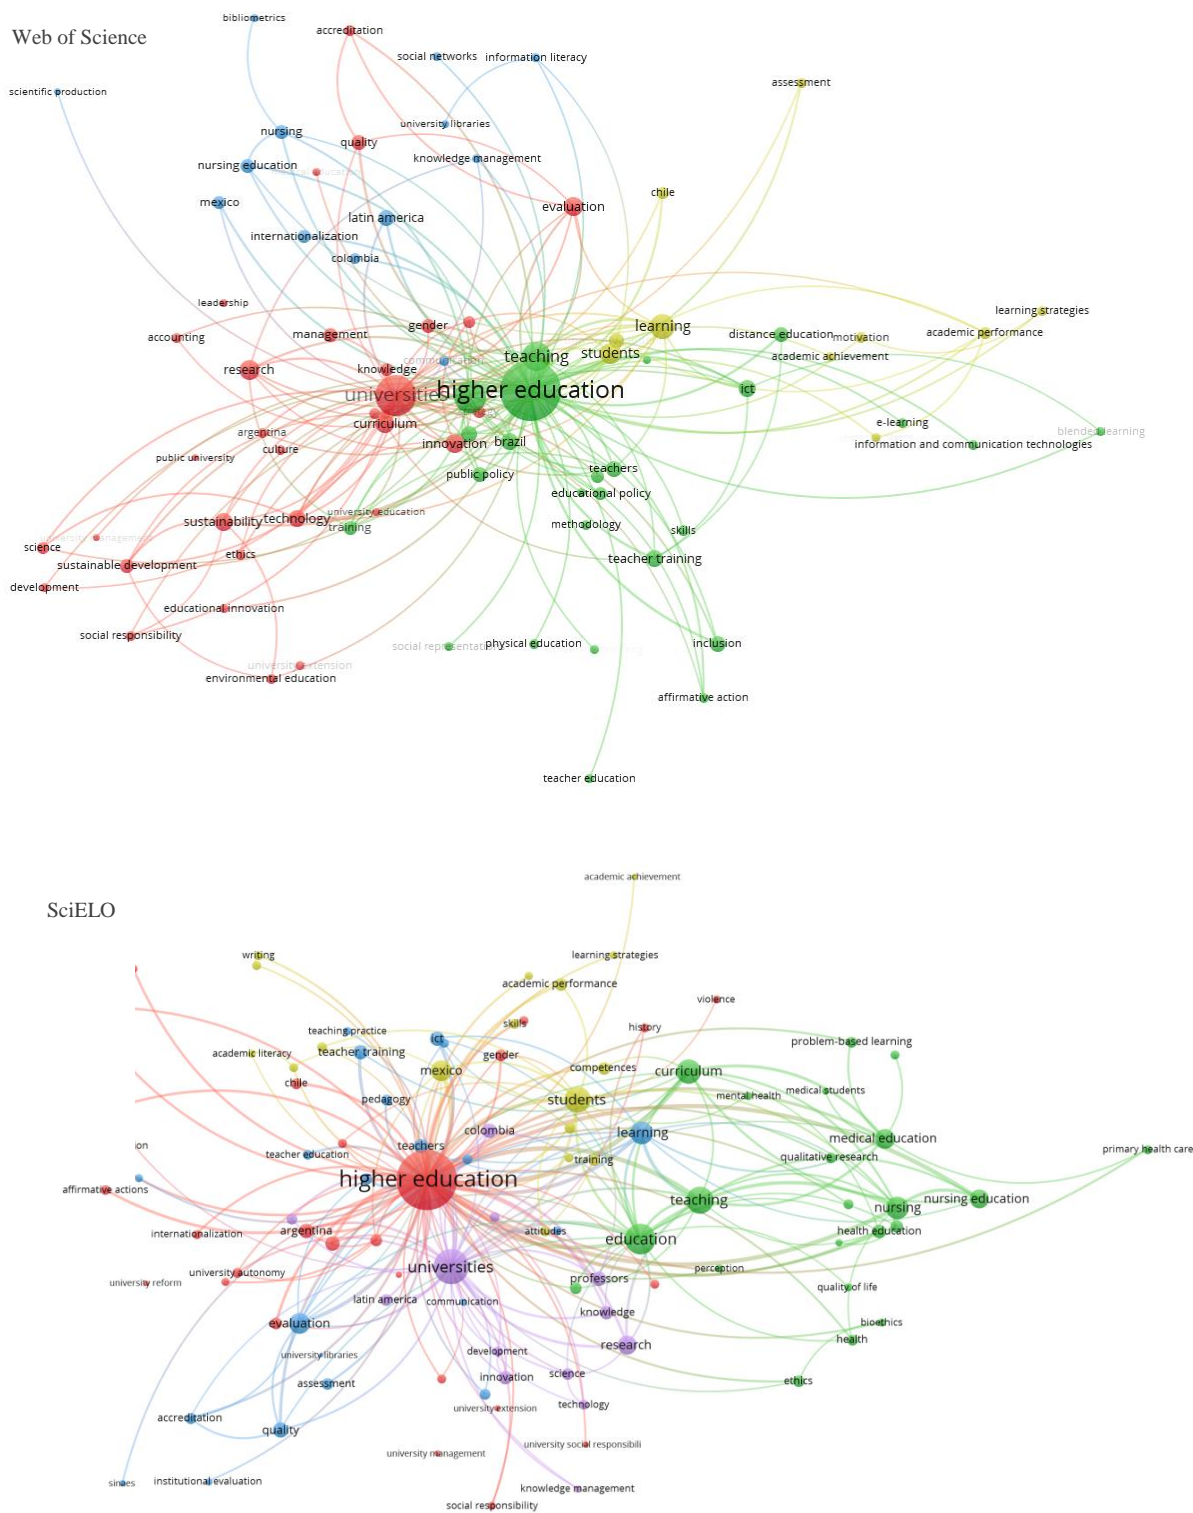 bibliometrics
Web of Science
accreditation
social networks
information literacy
assessment
scientific production
university libraries
nursing
quality
knowledge management
nursing education
chile
mexico
evaluation
latin america
internationalization
colombia
leadership
learning strategies
learning
accounting
management
gender
distance education
motivation
academic performance
teaching
students
academic achievement
communication
research
knowledge
higher education
universities
ict
curriculum
e-learning
argentina
innovation
brazil
information and communication technologies
blended learning
culture
public university
teachers
public policy
educational policy
university education
sustainability
technology
training
methodology
skills
university management
science
ethics
teacher training
sustainable development
development
educational innovation
social responsibility
social representations
physical education
inclusion
university extension
environmental education
affirmative action
teacher education
academic achievement
SciELO
writing
learning strategies
academic performance
violence
skills
history
teaching practice
ict
problem-based learning
academic literacy
teacher training
gender
mexico
competences
curriculum
chile
mental health
medical students
pedagogy
students
colombia
learning
medical education
ion
teachers
teacher education
training
qualitative research
primary health care
higher education
affirmative actions
teaching
nursing
nursing education
internationalization
argentina
attitudes
education
health education
universities
perception
university reform
university autonomy
professors
quality of life
latin america
communication
knowledge
evaluation
bioethics
health
research
university libraries
development
assessment
innovation
science
ethics
accreditation
university extension
technology
quality
university management
university social responsibili
sinaes
institutional evaluation
knowledge management
social responsibility